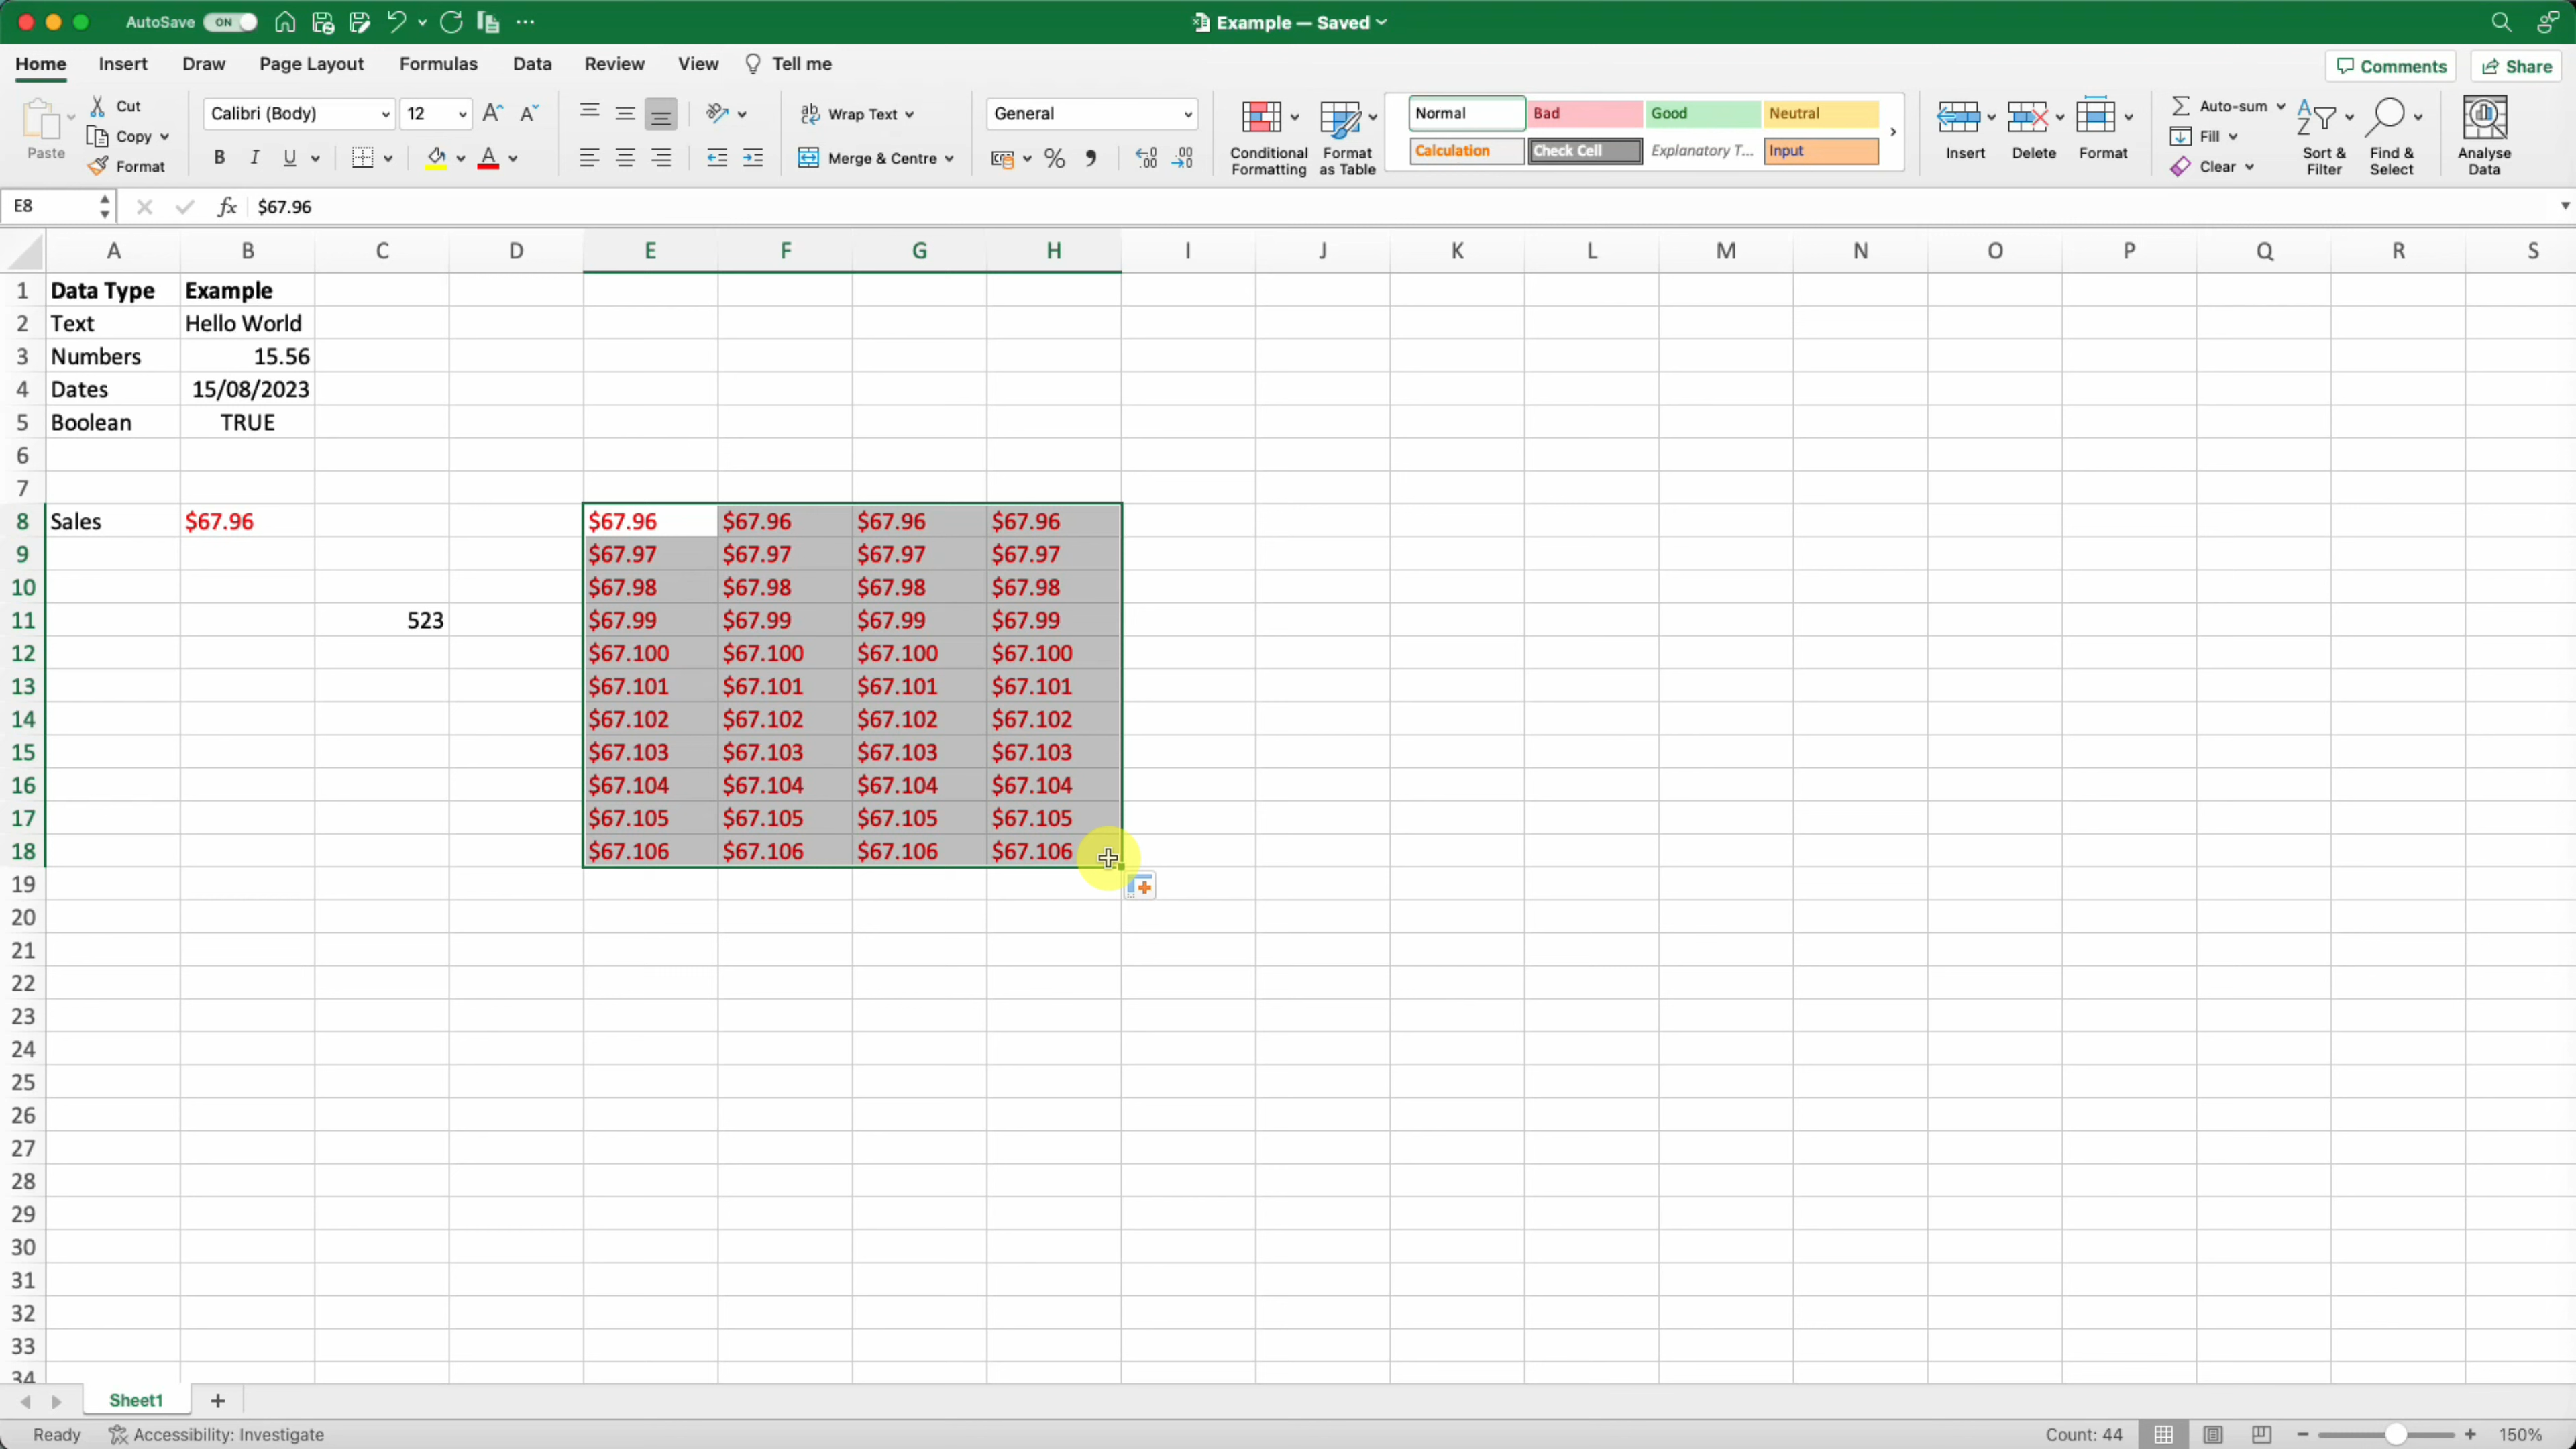 AutoSave ON Example — Saved
Home Insert Draw Page Layout Formulas Data Review View Tell me Comments Share
Paste Cut Copy Format
Calibri (Body) 12
B I U
Wrap Text
Merge & Centre
General
Conditional Formatting
Format as Table
Normal Bad Good Neutral
Calculation Check Cell Explanatory T... Input
Insert Delete Format
Auto-sum
Fill
Clear
Sort & Filter
Find & Select
Analyse Data
E8 fx $67.96
A B C D E F G H I J K L M N O P Q R S
1 Data Type Example
2 Text Hello World
3 Numbers 15.56
4 Dates 15/08/2023
5 Boolean TRUE
6
7
8 Sales $67.96 $67.96 $67.96 $67.96 $67.96
9 $67.97 $67.97 $67.97 $67.97
10 $67.98 $67.98 $67.98 $67.98
11 523 $67.99 $67.99 $67.99 $67.99
12 $67.100 $67.100 $67.100 $67.100
13 $67.101 $67.101 $67.101 $67.101
14 $67.102 $67.102 $67.102 $67.102
15 $67.103 $67.103 $67.103 $67.103
16 $67.104 $67.104 $67.104 $67.104
17 $67.105 $67.105 $67.105 $67.105
18 $67.106 $67.106 $67.106 $67.106
19
20
21
22
23
24
25
26
27
28
29
30
31
32
33
34
Sheet1 +
Ready Accessibility: Investigate Count: 44 150%